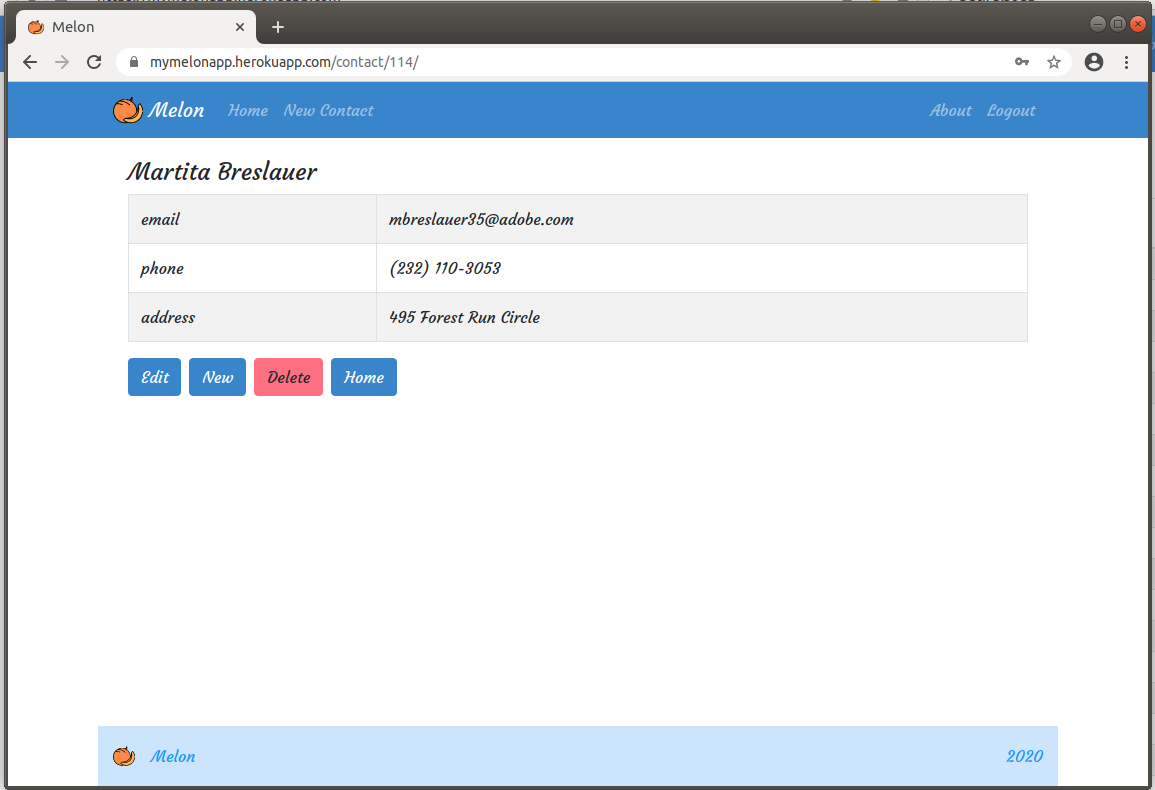 Melon
mymelonapp.herokuapp.com/contact/114/
Melon Home New Contact About Logout
Martita Breslauer
email mbreslauer35@adobe.com
phone (232) 110-3053
address 495 Forest Run Circle
Edit New Delete Home
Melon 2020